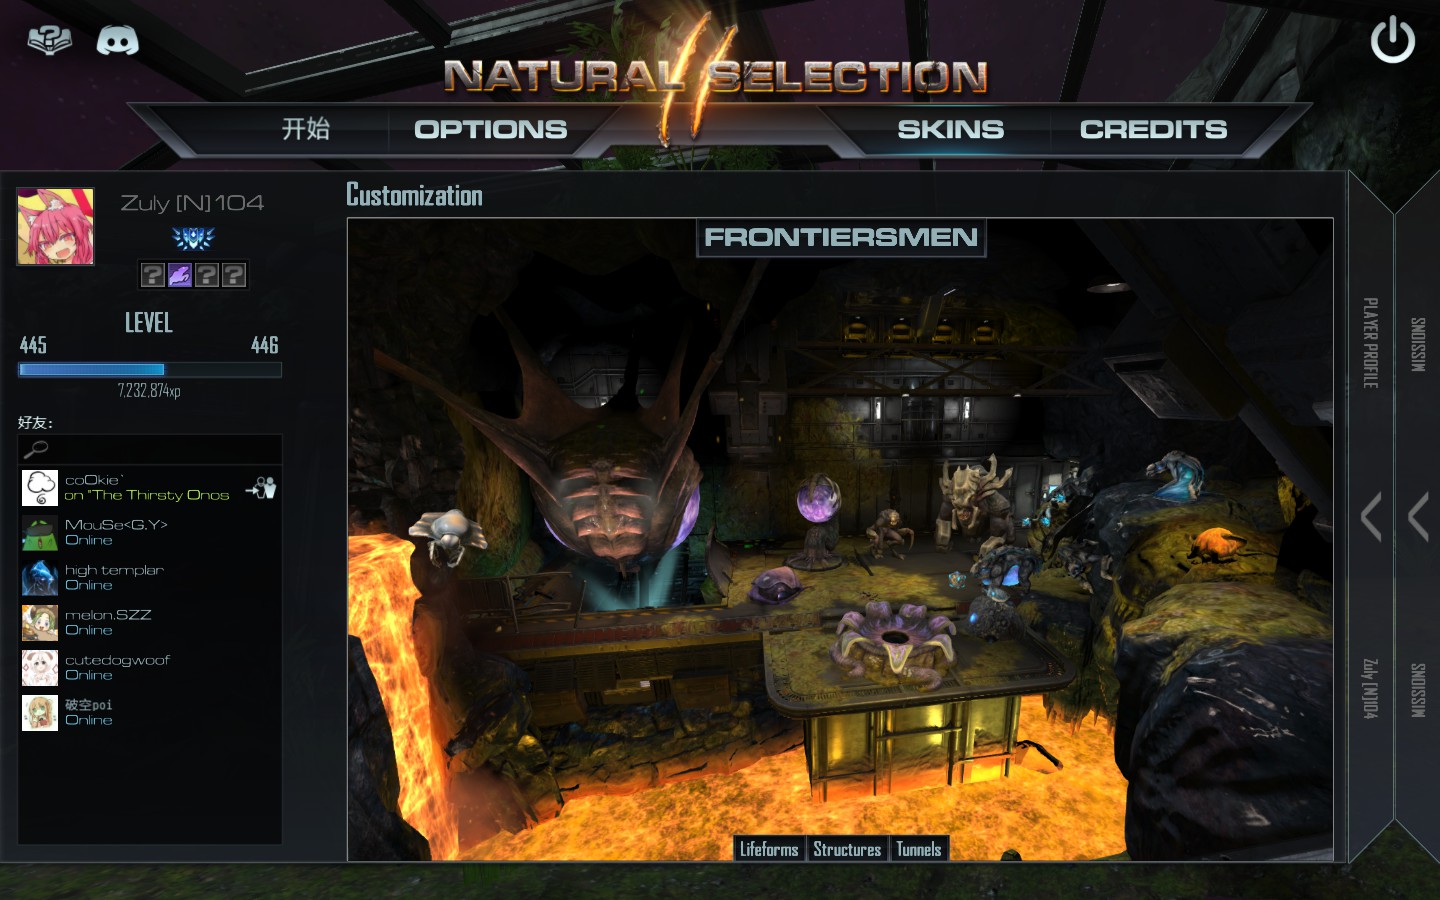 NATURAL SELECTION
开始
OPTIONS
SKINS
CREDITS
Zuly [N]104
? ? ?
LEVEL
445
446
7,232,874xp
好友:
coOkie`
on "The Thirsty Onos
MouSe<G.Y>
Online
high templar
Online
melon.SZZ
Online
cutedogwoof
Online
破空poi
Online
Customization
FRONTIERSMEN
Lifeforms
Structures
Tunnels
PLAYER PROFILE
Zuly [N]104
MISSIONS
MISSIONS